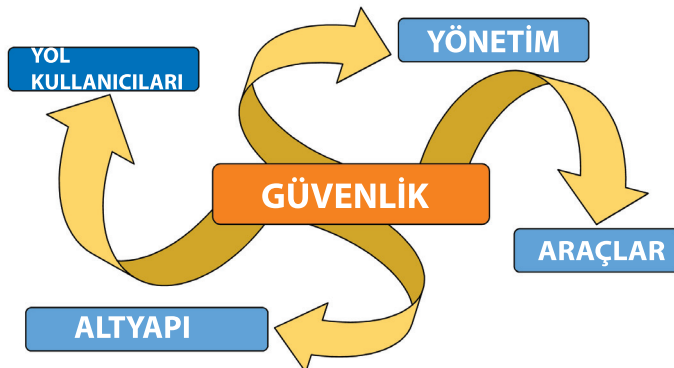 YOL
KULLANICILARI
YÖNETİM
GÜVENLİK
ARAÇLAR
ALTYAPI